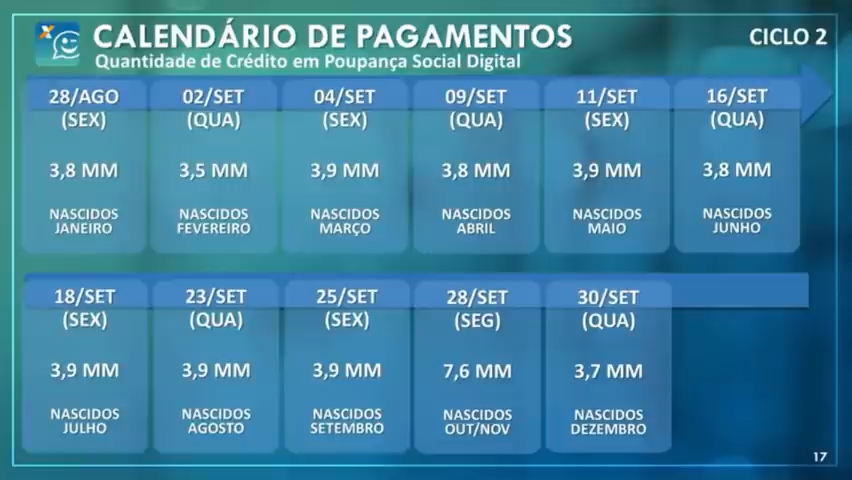 CALENDÁRIO DE PAGAMENTOS
CICLO 2
Quantidade de Crédito em Poupança Social Digital
28/AGO
(SEX)
3,8 MM
NASCIDOS
JANEIRO
02/SET
(QUA)
3,5 MM
NASCIDOS
FEVEREIRO
04/SET
(SEX)
3,9 MM
NASCIDOS
MARÇO
09/SET
(QUA)
3,8 MM
NASCIDOS
ABRIL
11/SET
(SEX)
3,9 MM
NASCIDOS
MAIO
16/SET
(QUA)
3,8 MM
NASCIDOS
JUNHO
18/SET
(SEX)
3,9 MM
NASCIDOS
JULHO
23/SET
(QUA)
3,9 MM
NASCIDOS
AGOSTO
25/SET
(SEX)
3,9 MM
NASCIDOS
SETEMBRO
28/SET
(SEG)
7,6 MM
NASCIDOS
OUT/NOV
30/SET
(QUA)
3,7 MM
NASCIDOS
DEZEMBRO
17